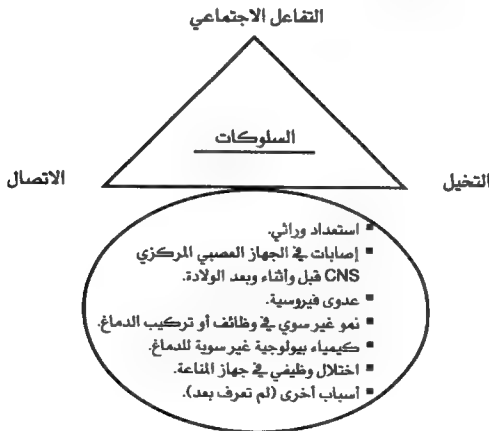 التفاعل الاجتماعي
السلوكات
الاتصال
التخيل
■ استعداد وراثي.
■ إصابات في الجهاز العصبي المركزي
CNS قبل وأثناء وبعد الولادة.
■ عدوى فيروسية.
■ نمو غير سوي في وظائف أو تركيب الدماغ.
■ كيمياء بيولوجية غير سوية للدماغ.
■ اختلال وظيفي في جهاز المناعة.
■ أسباب أخرى (لم تعرف بعد).